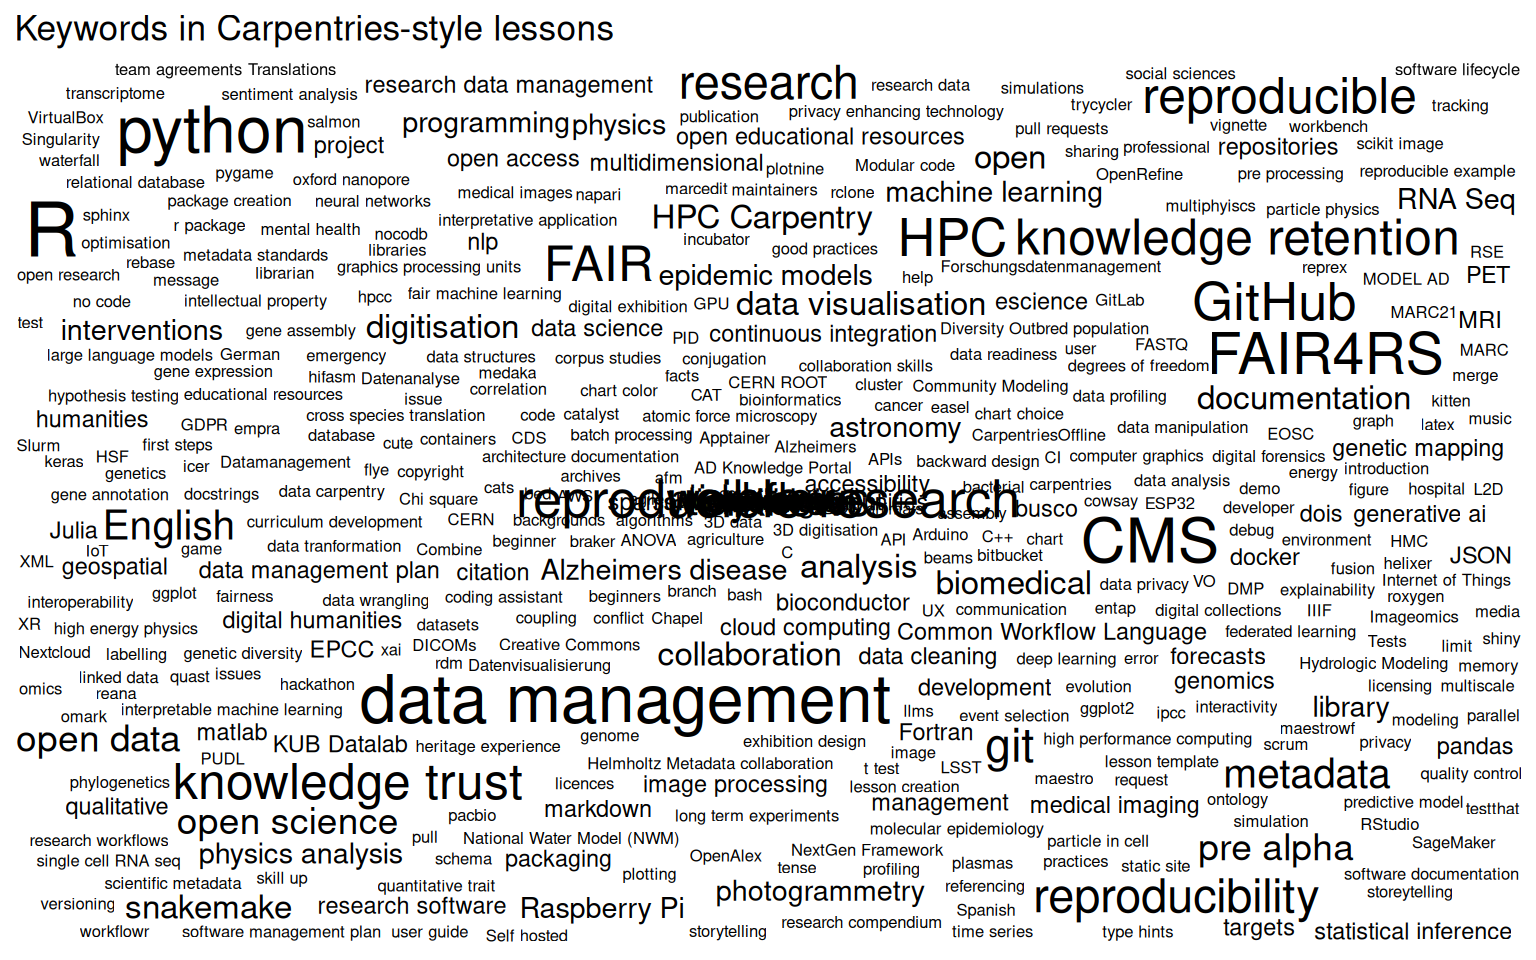 Keywords in Carpentries-style lessons
team agreements Translations
research data management
research
research data
simulations
social sciences
software lifecycle
transcriptome
sentiment analysis
reproducible
VirtualBox
python
salmon
programming
physics
publication
privacy enhancing technology
trycycler
tracking
Singularity
project
open educational resources
pull requests
vignette
workbench
waterfall
open access
multidimensional
plotnine
Modular code
open
sharing
professional
repositories
scikit image
relational database
pygame
oxford nanopore
OpenRefine
pre processing
reproducible example
package creation
neural networks
medical images
napari
marcedit
maintainers
rclone
machine learning
RNA Seq
R
sphinx
r package
mental health
interpretative application
HPC Carpentry
multiphyiscs
particle physics
optimisation
nocodb
nlp
incubator
good practices
HPC
knowledge retention
rebase
metadata standards
libraries
FAIR
RSE
open research
message
librarian
graphics processing units
epidemic models
help
Forschungsdatenmanagement
reprex
MODEL AD
PET
no code
intellectual property
hpcc
fair machine learning
digital exhibition
GPU
data visualisation
escience
GitLab
GitHub
MARC21
MRI
test
interventions
gene assembly
digitisation
data science
PID
continuous integration
Diversity Outbred population
large language models
German
emergency
data structures
corpus studies
conjugation
collaboration skills
data readiness
user
FASTQ
FAIR4RS
MARC
gene expression
hifasm
Datenanalyse
medaka
facts
degrees of freedom
merge
hypothesis testing
educational resources
issue
correlation
chart color
CAT
CERN ROOT
bioinformatics
cluster
Community Modeling
data profiling
documentation
kitten
humanities
GDPR
empra
cross species translation
code
catalyst
atomic force microscopy
cancer
easel
chart choice
graph
latex
music
Slurm
first steps
database
cute
containers
CDS
batch processing
Apptainer
Alzheimers
astronomy
CarpentriesOffline
data manipulation
EOSC
genetic mapping
keras
HSF
genetics
icer
Datamanagement
flye
copyright
architecture documentation
archives
afm
AD Knowledge Portal
APIs
backward design
CI
computer graphics
digital forensics
energy
introduction
gene annotation
docstrings
data carpentry
Chi square
cats
accessibility
bacterial
carpentries
data analysis
demo
figure
hospital
L2D
AWS
assembly
busco
cowsay
ESP32
developer
dois
generative ai
Julia
English
curriculum development
CERN
backgrounds
algorithms
3D data
3D digitisation
debug
IoT
game
data tranformation
Combine
beginner
braker
ANOVA
agriculture
API
Arduino
C++
chart
CMS
environment
HMC
XML
geospatial
data management plan
citation
Alzheimers disease
C
analysis
beams
bitbucket
docker
fusion
helixer
JSON
interoperability
ggplot
fairness
data wrangling
coding assistant
beginners
branch
bash
bioconductor
biomedical
data privacy
VO
DMP
explainability
Internet of Things
roxygen
XR
high energy physics
digital humanities
datasets
coupling
conflict
Chapel
cloud computing
UX
communication
entap
digital collections
IIIF
Imageomics
media
Common Workflow Language
federated learning
Tests
limit
shiny
Nextcloud
labelling
genetic diversity
EPCC
xai
DICOMs
Creative Commons
rdm
Datenvisualisierung
collaboration
data cleaning
deep learning
error
forecasts
Hydrologic Modeling
memory
omics
linked data
reana
quast
issues
hackathon
data management
development
evolution
genomics
licensing
multiscale
omark
interpretable machine learning
llms
event selection
ggplot2
ipcc
interactivity
library
modeling
parallel
open data
matlab
KUB Datalab
heritage experience
genome
exhibition design
Fortran
git
high performance computing
maestrowf
scrum
privacy
pandas
PUDL
image
phylogenetics
knowledge trust
Helmholtz Metadata collaboration
t test
LSST
lesson template
metadata
quality control
qualitative
licences
image processing
lesson creation
maestro
request
open science
pacbio
markdown
long term experiments
management
medical imaging
ontology
predictive model
testthat
research workflows
pull
National Water Model (NWM)
molecular epidemiology
simulation
RStudio
single cell RNA seq
physics analysis
schema
packaging
OpenAlex
NextGen Framework
particle in cell
pre alpha
SageMaker
scientific metadata
skill up
quantitative trait
plotting
tense
profiling
plasmas
practices
static site
software documentation
versioning
snakemake
research software
Raspberry Pi
photogrammetry
referencing
reproducibility
storeytelling
workflowr
software management plan
user guide
Self hosted
storytelling
research compendium
Spanish
time series
type hints
targets
statistical inference